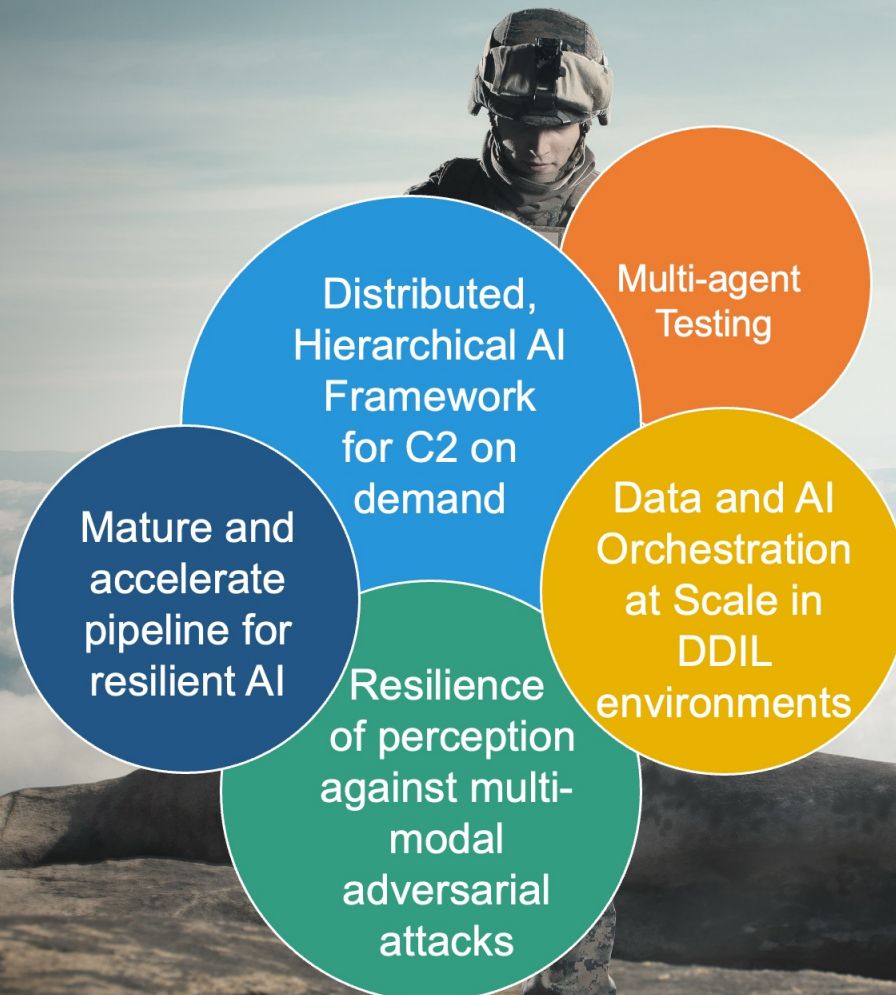 Distributed,
Hierarchical AI
Framework
for C2 on
demand
Multi-agent
Testing
Mature and
accelerate
pipeline for
resilient AI
Data and AI
Orchestration
at Scale in
DDIL
environments
Resilience
of perception
against multi-
modal
adversarial
attacks